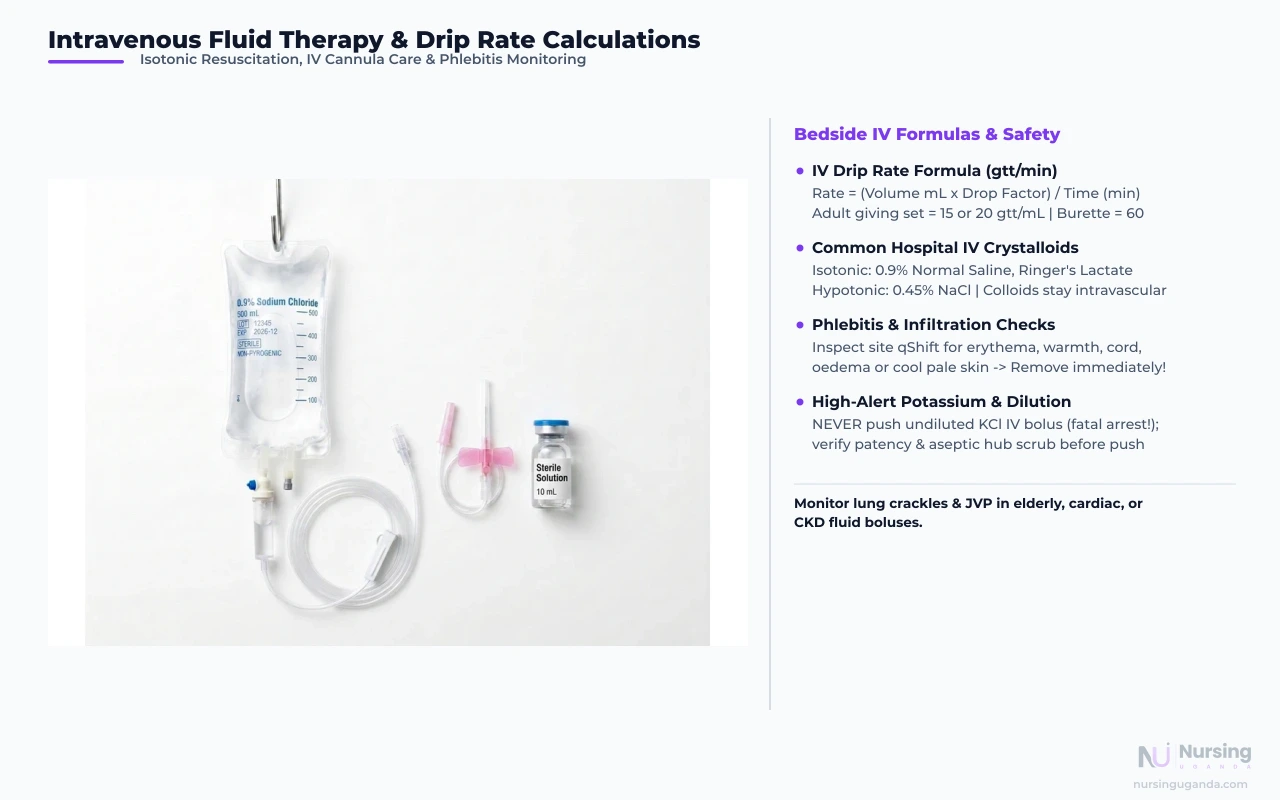 Intravenous Fluid Therapy & Drip Rate Calculations
Isotonic Resuscitation, IV Cannula Care & Phlebitis Monitoring
0.9% Sodium Chloride
500 mL
LOT 12345
EXP 2026-12
STERILE
NON-PYROGENIC
500
400
300
200
100
Sterile
Solution
10 mL
Bedside IV Formulas & Safety
IV Drip Rate Formula (gtt/min)
Rate = (Volume mL x Drop Factor) / Time (min)
Adult giving set = 15 or 20 gtt/mL | Burette = 60
Common Hospital IV Crystalloids
Isotonic: 0.9% Normal Saline, Ringer's Lactate
Hypotonic: 0.45% NaCl | Colloids stay intravascular
Phlebitis & Infiltration Checks
Inspect site qShift for erythema, warmth, cord,
oedema or cool pale skin -> Remove immediately!
High-Alert Potassium & Dilution
NEVER push undiluted KCl IV bolus (fatal arrest!);
verify patency & aseptic hub scrub before push
Monitor lung crackles & JVP in elderly, cardiac, or
CKD fluid boluses.
Nursing
UGANDA
nursinguganda.com